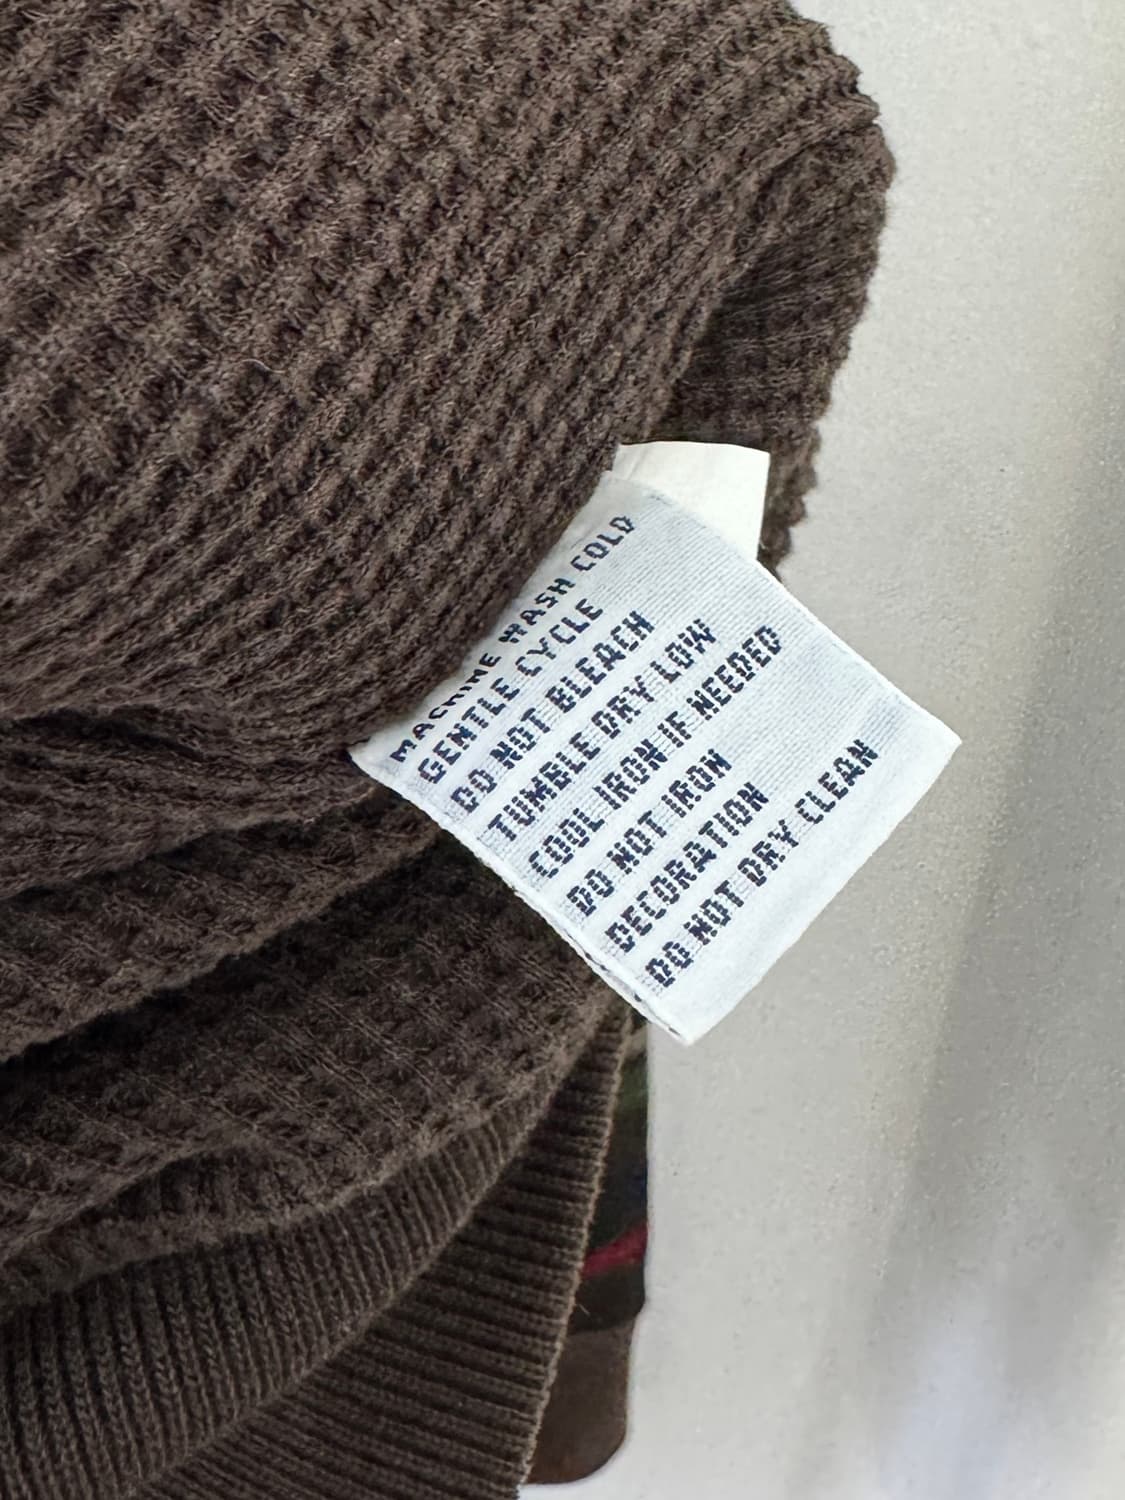 MACHINE WASH COLD
GENTLE CYCLE
DO NOT BLEACH
TUMBLE DRY LOW
COOL IRON IF NEEDED
DO NOT IRON
DECORATION
DO NOT DRY CLEAN